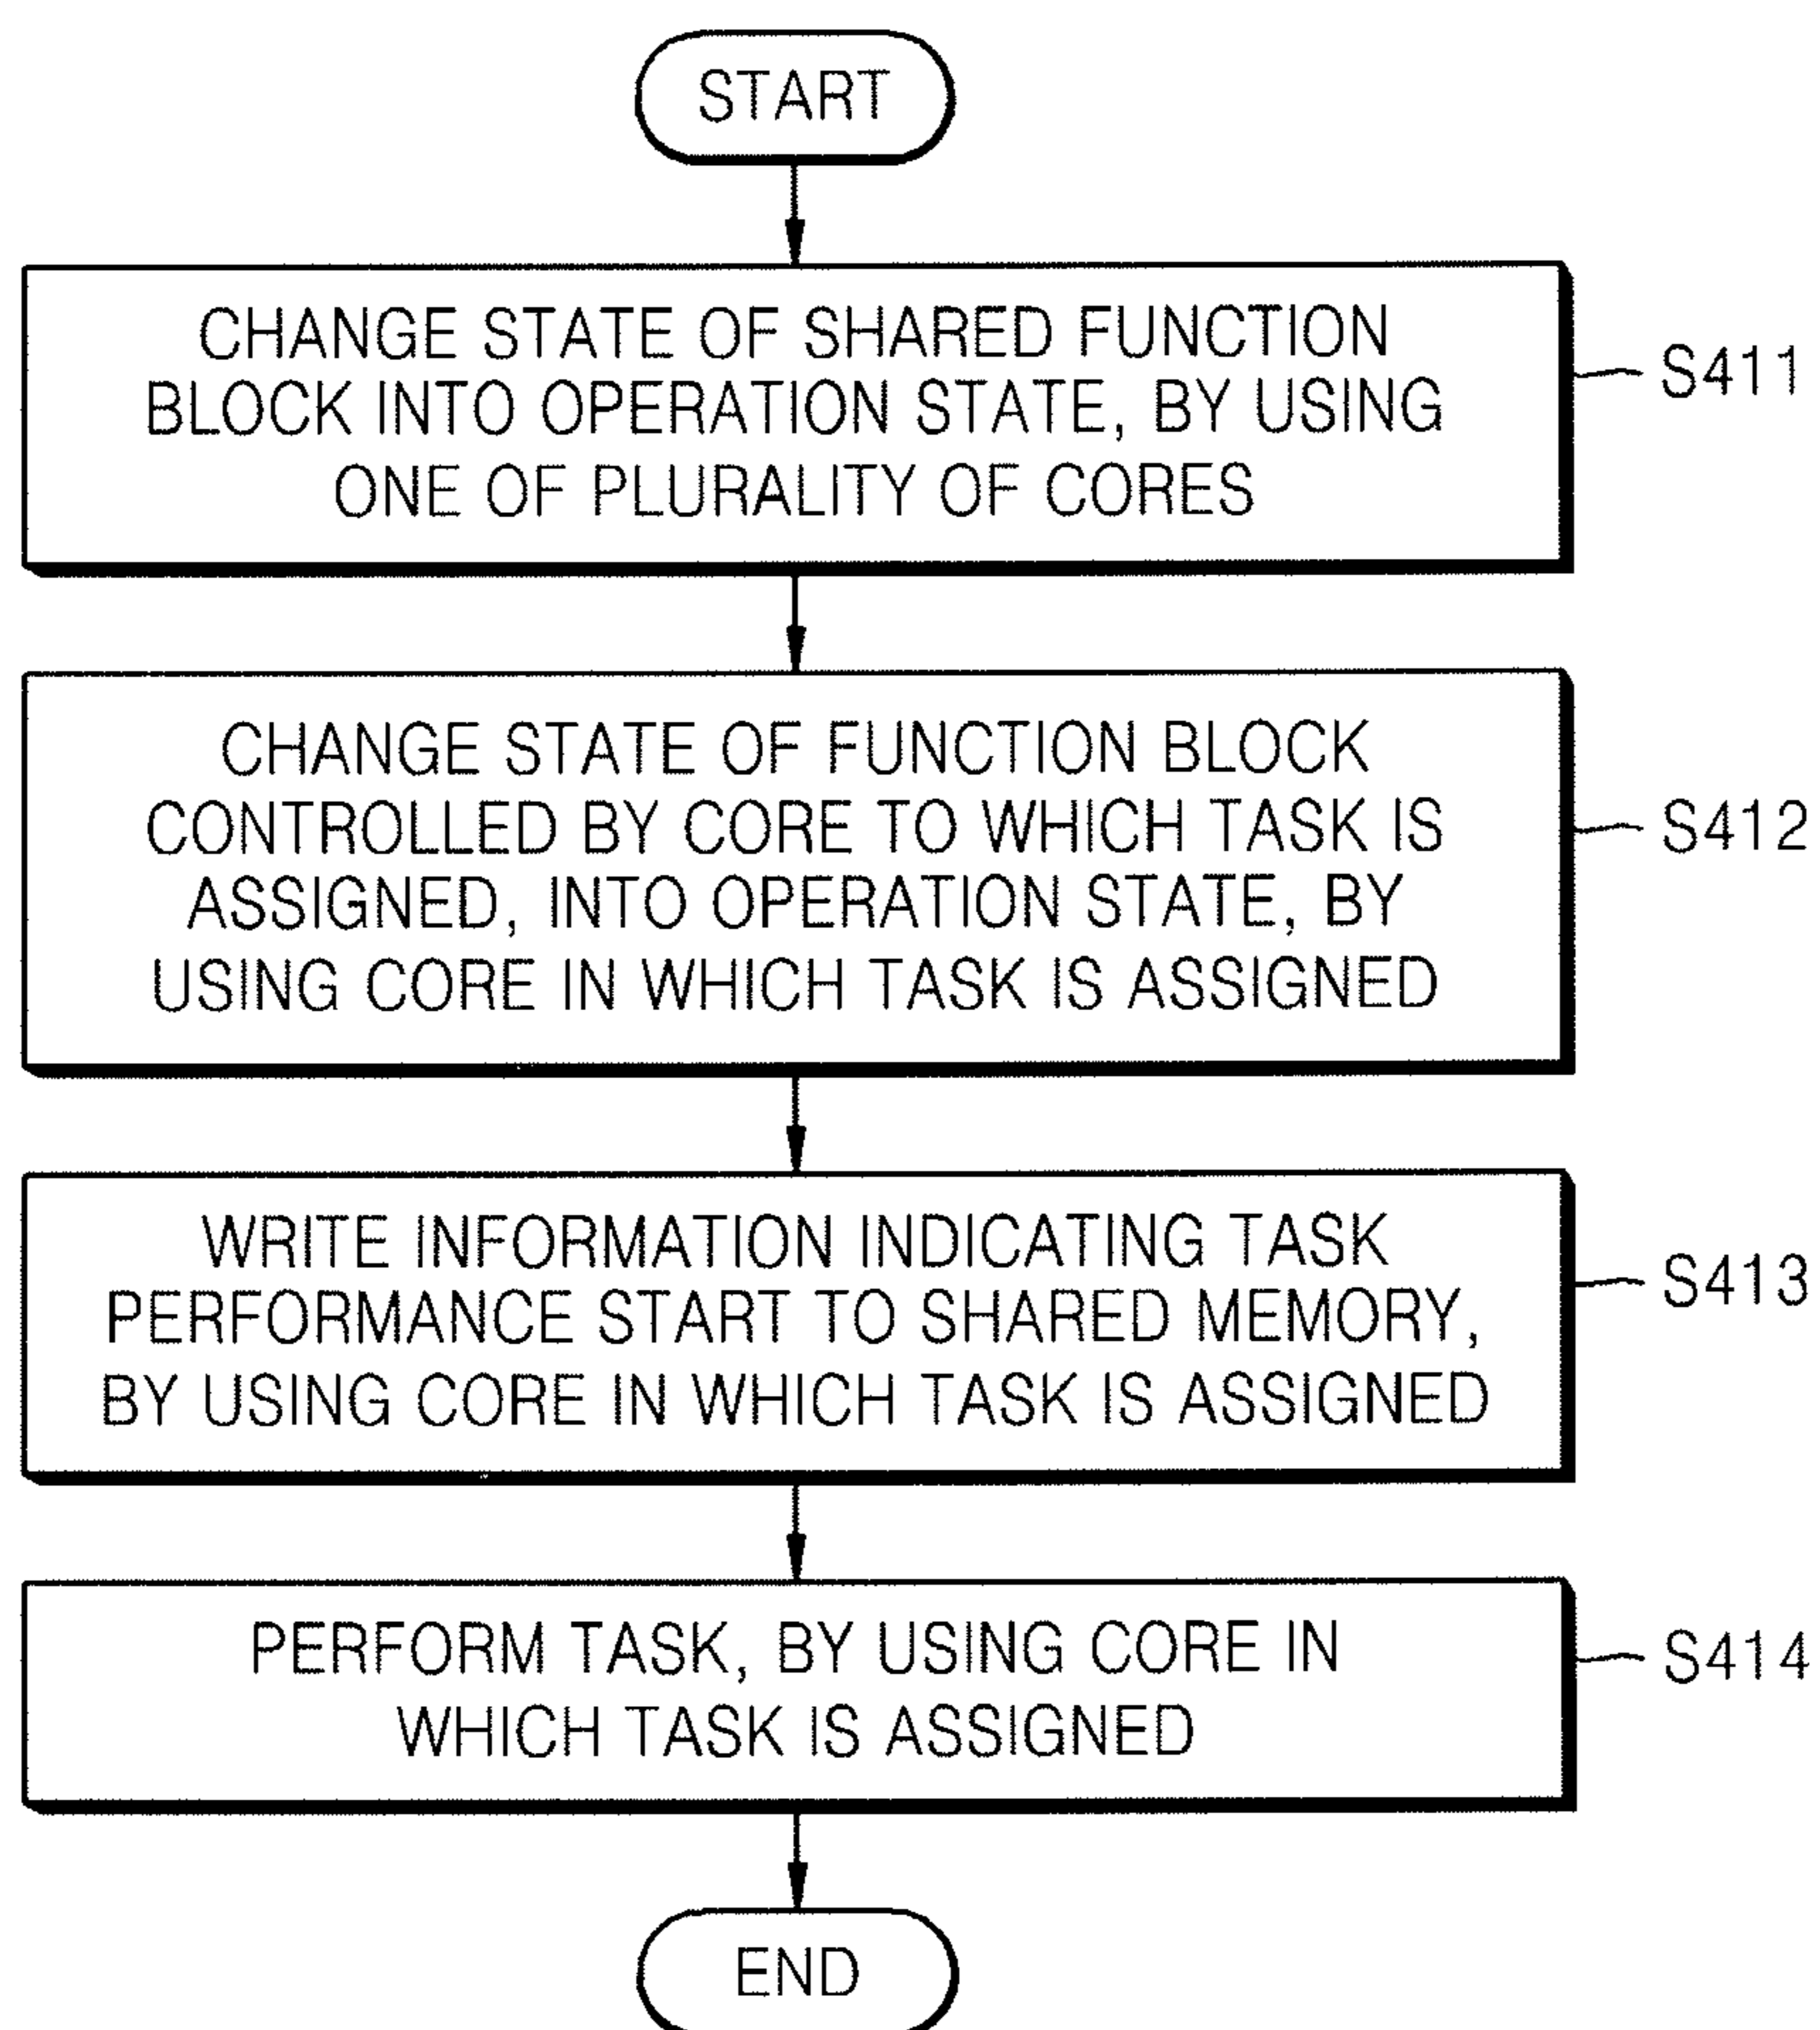 START
CHANGE STATE OF SHARED FUNCTION
BLOCK INTO OPERATION STATE, BY USING
ONE OF PLURALITY OF CORES
S411
CHANGE STATE OF FUNCTION BLOCK
CONTROLLED BY CORE TO WHICH TASK IS
ASSIGNED, INTO OPERATION STATE, BY
USING CORE IN WHICH TASK IS ASSIGNED
S412
WRITE INFORMATION INDICATING TASK
PERFORMANCE START TO SHARED MEMORY,
BY USING CORE IN WHICH TASK IS ASSIGNED
S413
PERFORM TASK, BY USING CORE IN
WHICH TASK IS ASSIGNED
S414
END